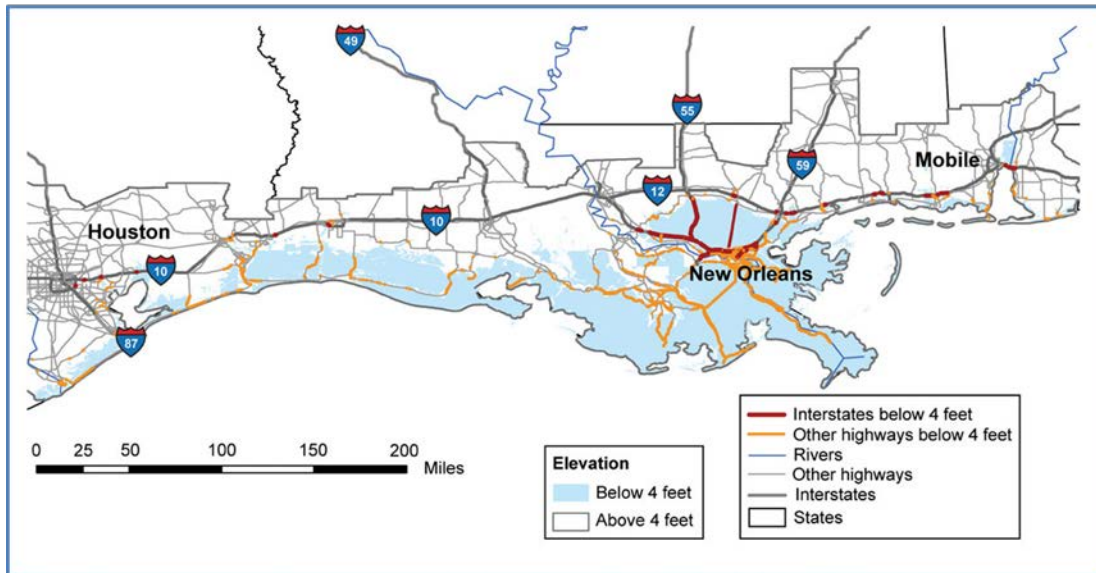 49
55
59
Mobile
12
Houston
10
10
New Orleans
87
0 25 50 100 150 200
Miles
Elevation
Below 4 feet
Above 4 feet
Interstates below 4 feet
Other highways below 4 feet
Rivers
Other highways
Interstates
States